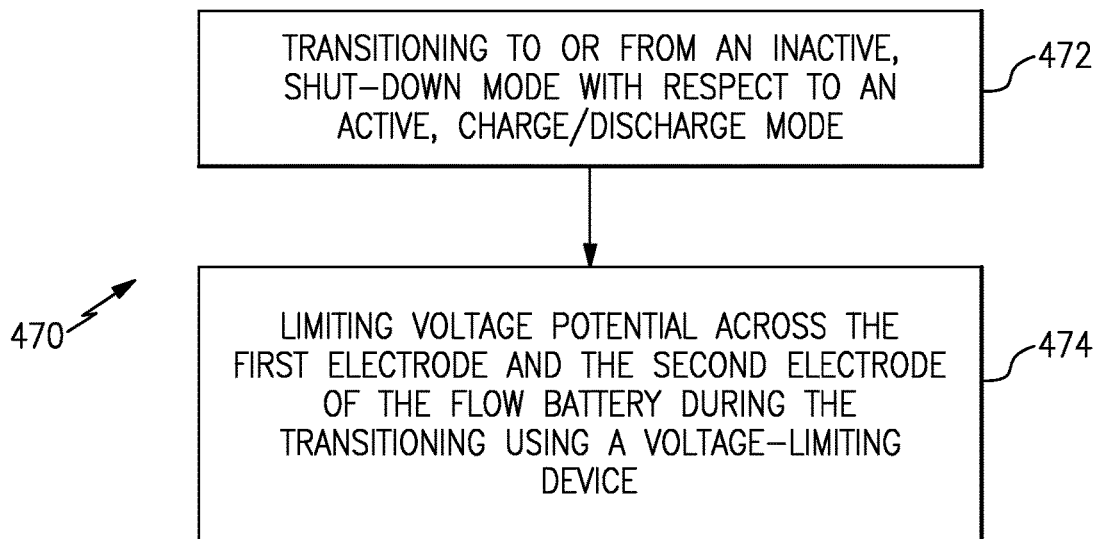 TRANSITIONING TO OR FROM AN INACTIVE,
SHUT-DOWN MODE WITH RESPECT TO AN
ACTIVE, CHARGE/DISCHARGE MODE
472
LIMITING VOLTAGE POTENTIAL ACROSS THE
FIRST ELECTRODE AND THE SECOND ELECTRODE
OF THE FLOW BATTERY DURING THE
TRANSITIONING USING A VOLTAGE-LIMITING
DEVICE
474
470